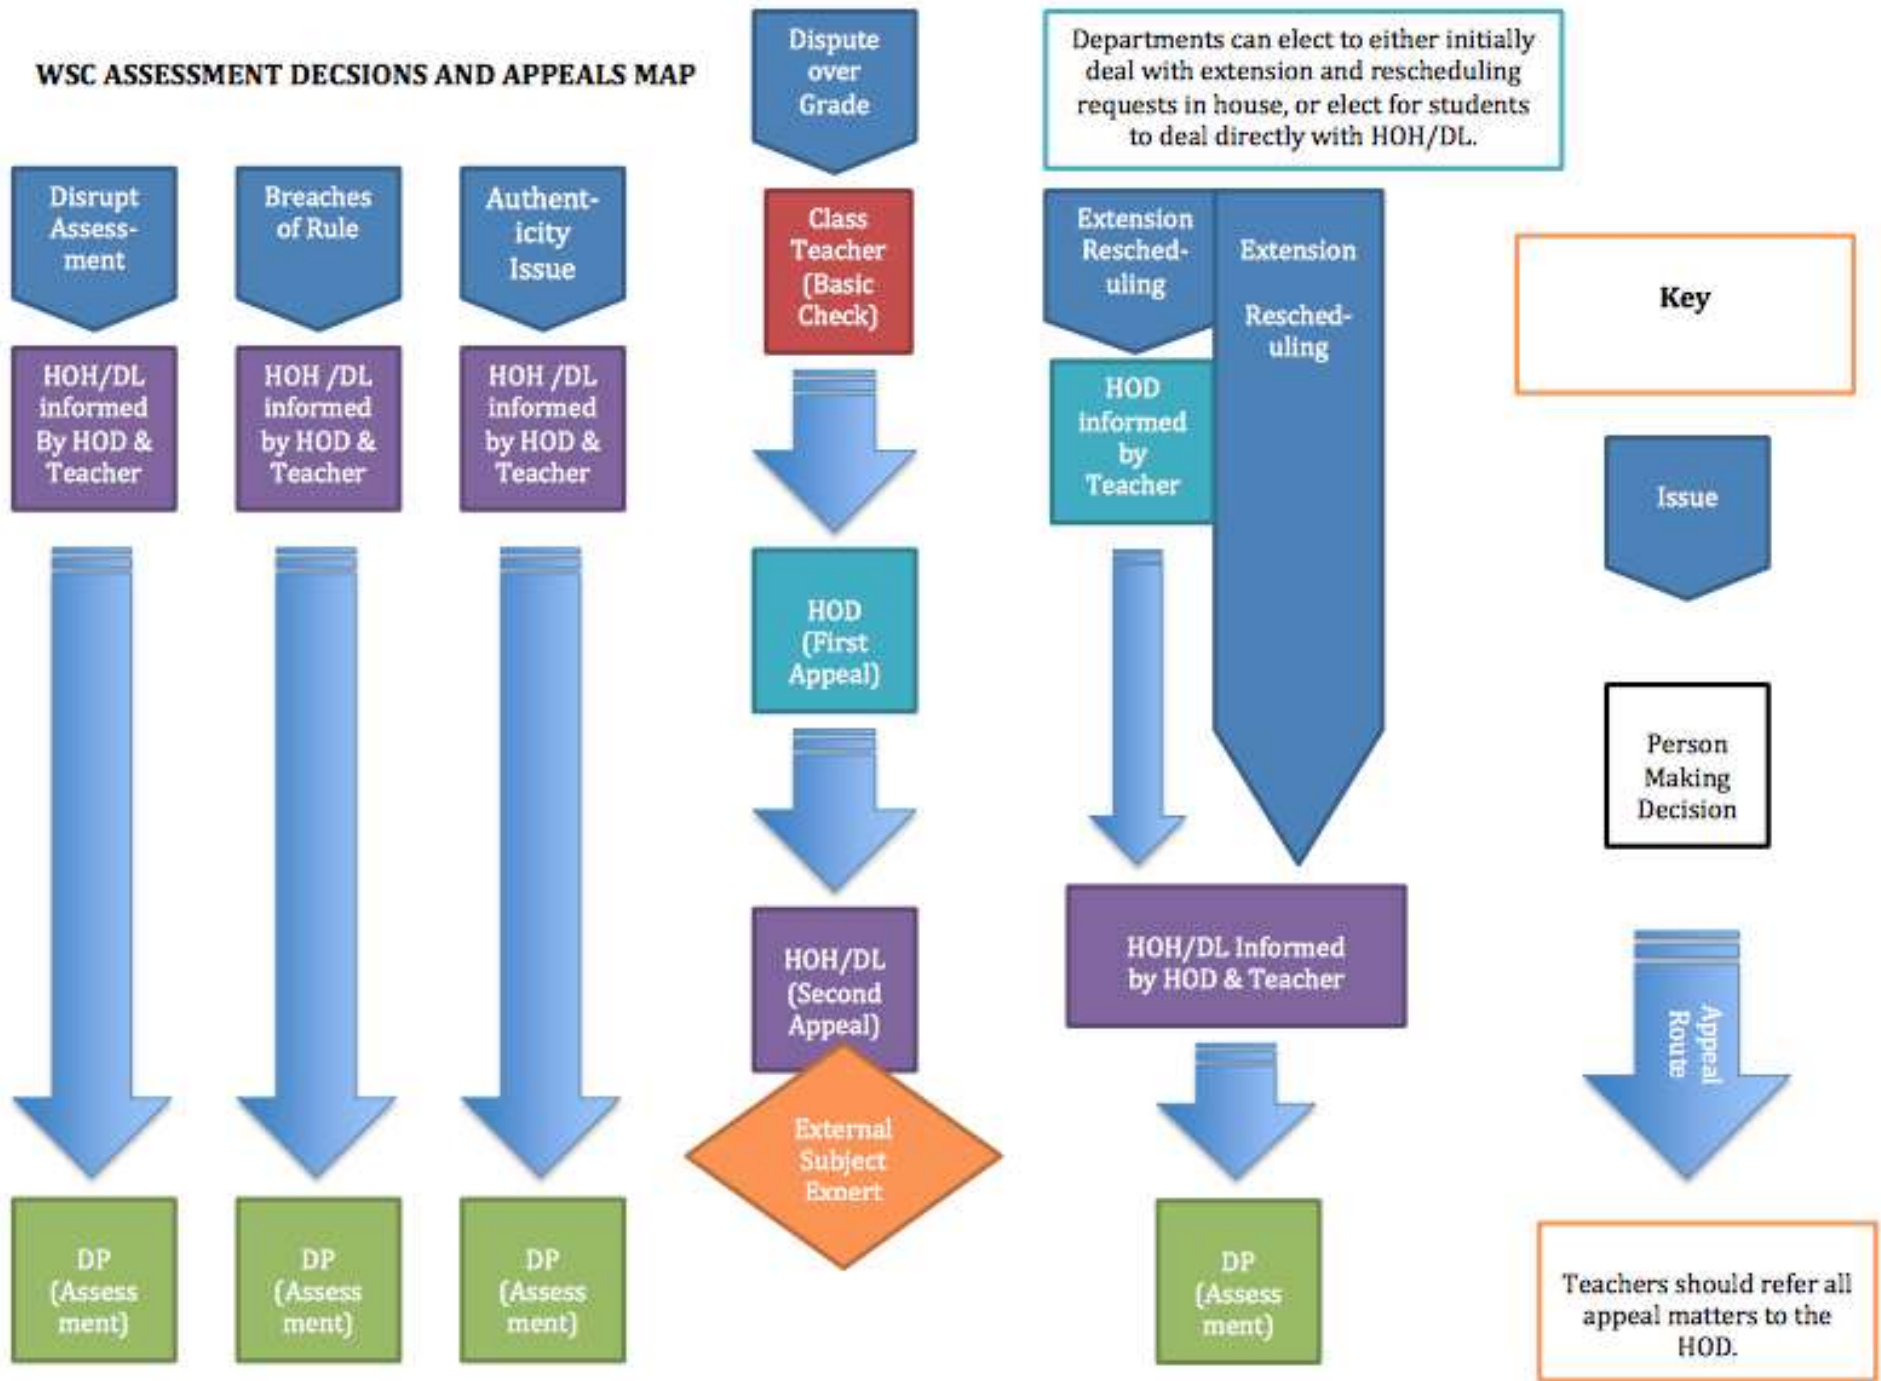 WSC ASSESSMENT DECSIONS AND APPEALS MAP
Dispute
over
Grade
Departments can elect to either initially
deal with extension and rescheduling
requests in house, or elect for students
to deal directly with HOH/DL.
Disrupt
Assess-
ment
Breaches
of Rule
Authent-
icity
Issue
Class
Teacher
(Basic
Check)
Extension
Resched-
uling
Extension
Resched-
uling
Key
HOH/DL
informed
By HOD &
Teacher
HOH /DL
informed
by HOD &
Teacher
HOH /DL
informed
by HOD &
Teacher
HOD
informed
by
Teacher
Issue
HOD
(First
Appeal)
Person
Making
Decision
HOH/DL
(Second
Appeal)
HOH/DL Informed
by HOD & Teacher
Appeal
Route
External
Subject
Expert
DP
(Assess
ment)
DP
(Assess
ment)
DP
(Assess
ment)
DP
(Assess
ment)
Teachers should refer all
appeal matters to the
HOD.